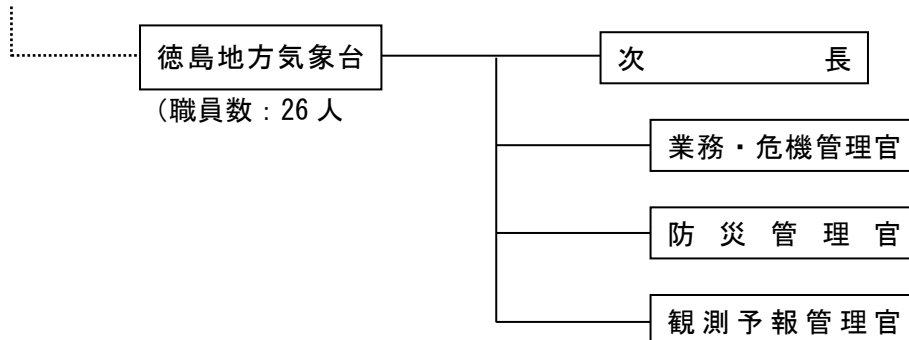 徳島地方気象台
次長
(職員数：26人
業務・危機管理官
防災管理官
観測予報管理官